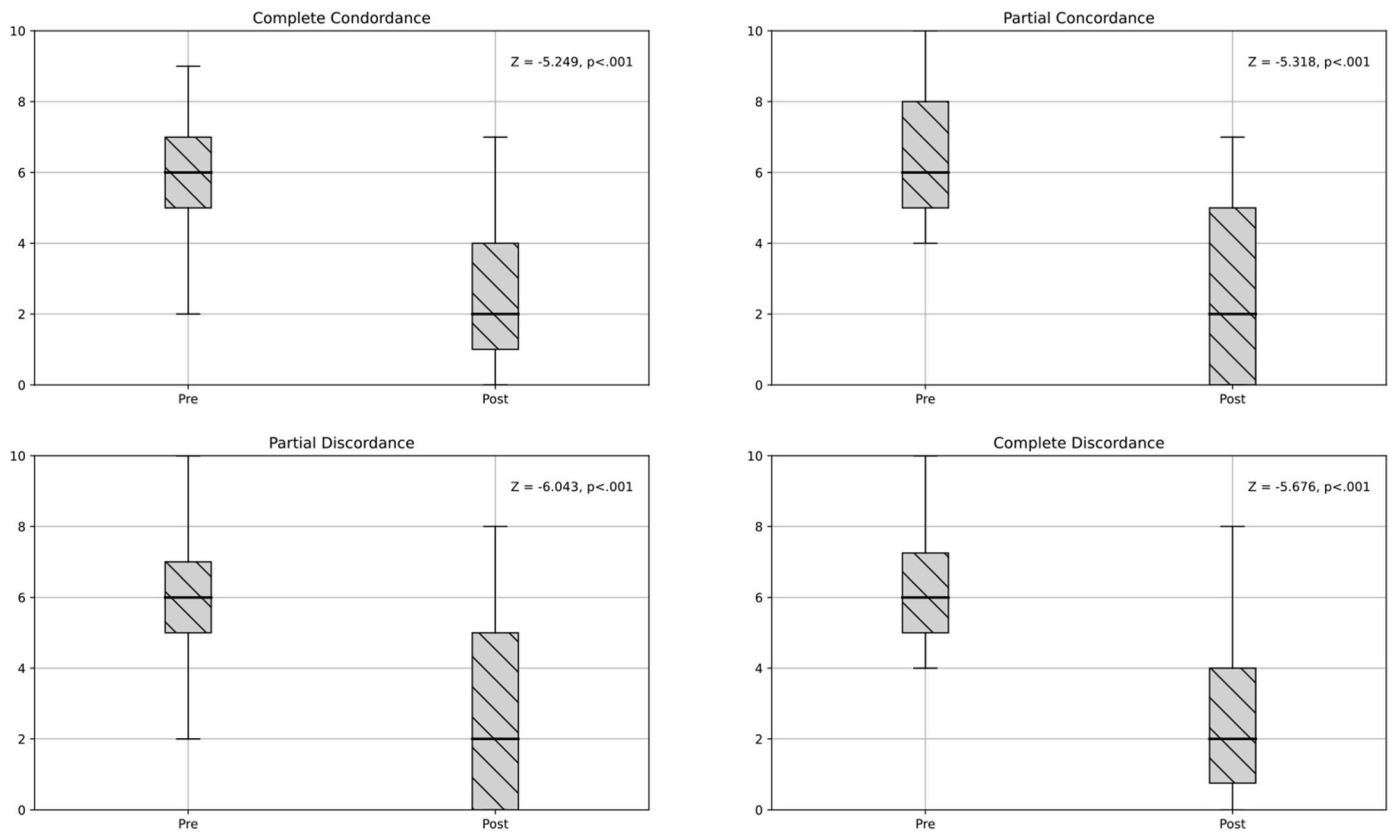 Complete Condordance
Z = -5.249, p<.001
10
8
6
4
2
0
Pre Post
Partial Concordance
Z = -5.318, p<.001
10
8
6
4
2
0
Pre Post
Partial Discordance
Z = -6.043, p<.001
10
8
6
4
2
0
Pre Post
Complete Discordance
Z = -5.676, p<.001
10
8
6
4
2
0
Pre Post